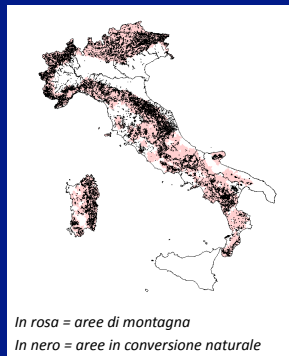 In rosa = aree di montagna
In nero = aree in conversione naturale